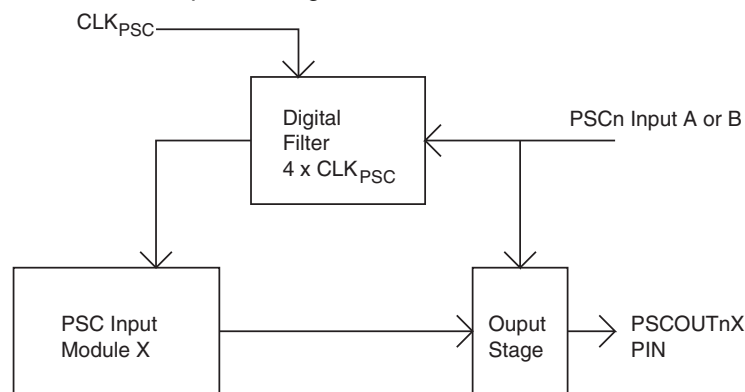 CLKPSC
Digital
Filter
4 x CLKPSC
PSCn Input A or B
PSC Input
Module X
Ouput
Stage
PSCOUTnX
PIN